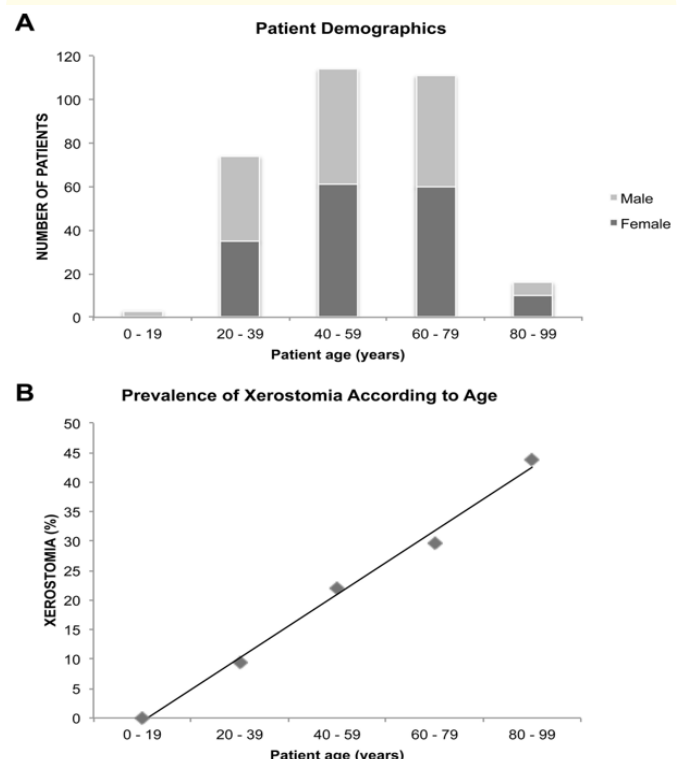 A
Patient Demographics
120
100
80
60
40
20
0
NUMBER OF PATIENTS
0 - 19 20 - 39 40 - 59 60 - 79 80 - 99
Patient age (years)
Male
Female
B
Prevalence of Xerostomia According to Age
50
45
40
35
30
25
20
15
10
5
0
XEROSTOMIA (%)
0 - 19 20 - 39 40 - 59 60 - 79 80 - 99
Patient age (years)